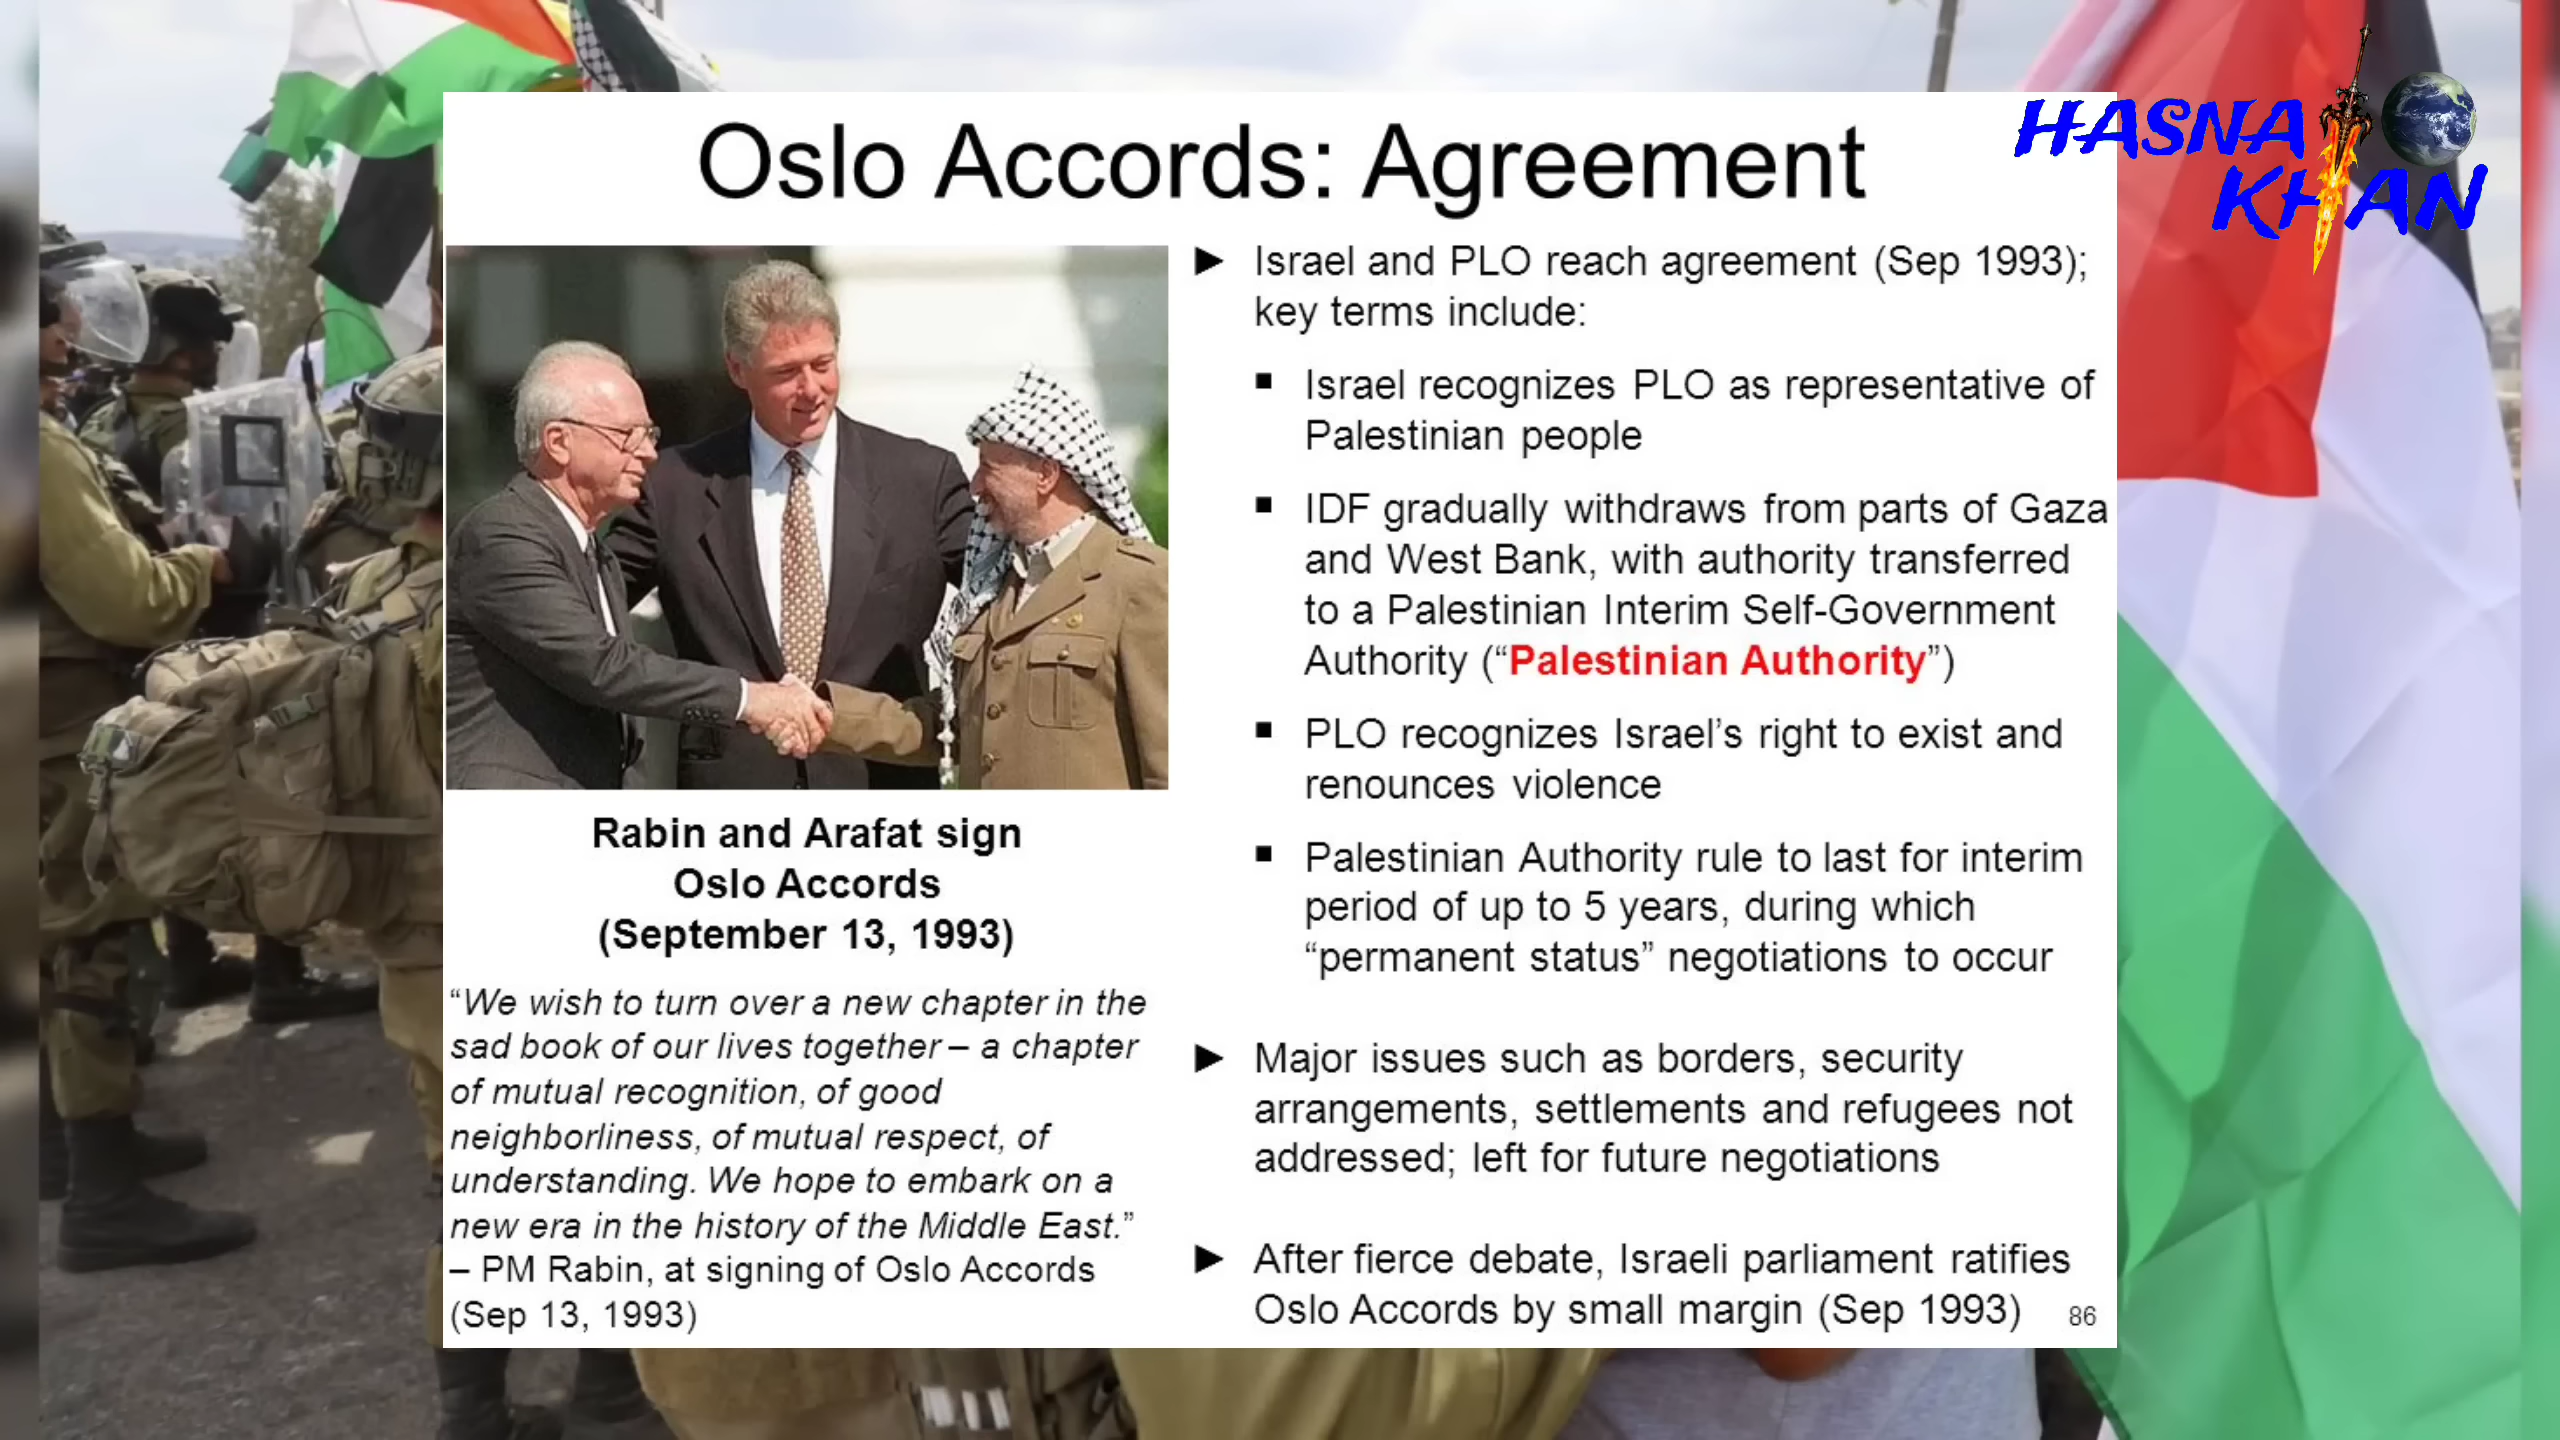 Oslo Accords: Agreement
HASNA
KHAN
Rabin and Arafat sign
Oslo Accords
(September 13, 1993)
“We wish to turn over a new chapter in the
sad book of our lives together – a chapter
of mutual recognition, of good
neighborliness, of mutual respect, of
understanding. We hope to embark on a
new era in the history of the Middle East.”
– PM Rabin, at signing of Oslo Accords
(Sep 13, 1993)
► Israel and PLO reach agreement (Sep 1993);
key terms include:
▪ Israel recognizes PLO as representative of
Palestinian people
▪ IDF gradually withdraws from parts of Gaza
and West Bank, with authority transferred
to a Palestinian Interim Self-Government
Authority (“Palestinian Authority”)
▪ PLO recognizes Israel’s right to exist and
renounces violence
▪ Palestinian Authority rule to last for interim
period of up to 5 years, during which
“permanent status” negotiations to occur
► Major issues such as borders, security
arrangements, settlements and refugees not
addressed; left for future negotiations
► After fierce debate, Israeli parliament ratifies
Oslo Accords by small margin (Sep 1993)
86